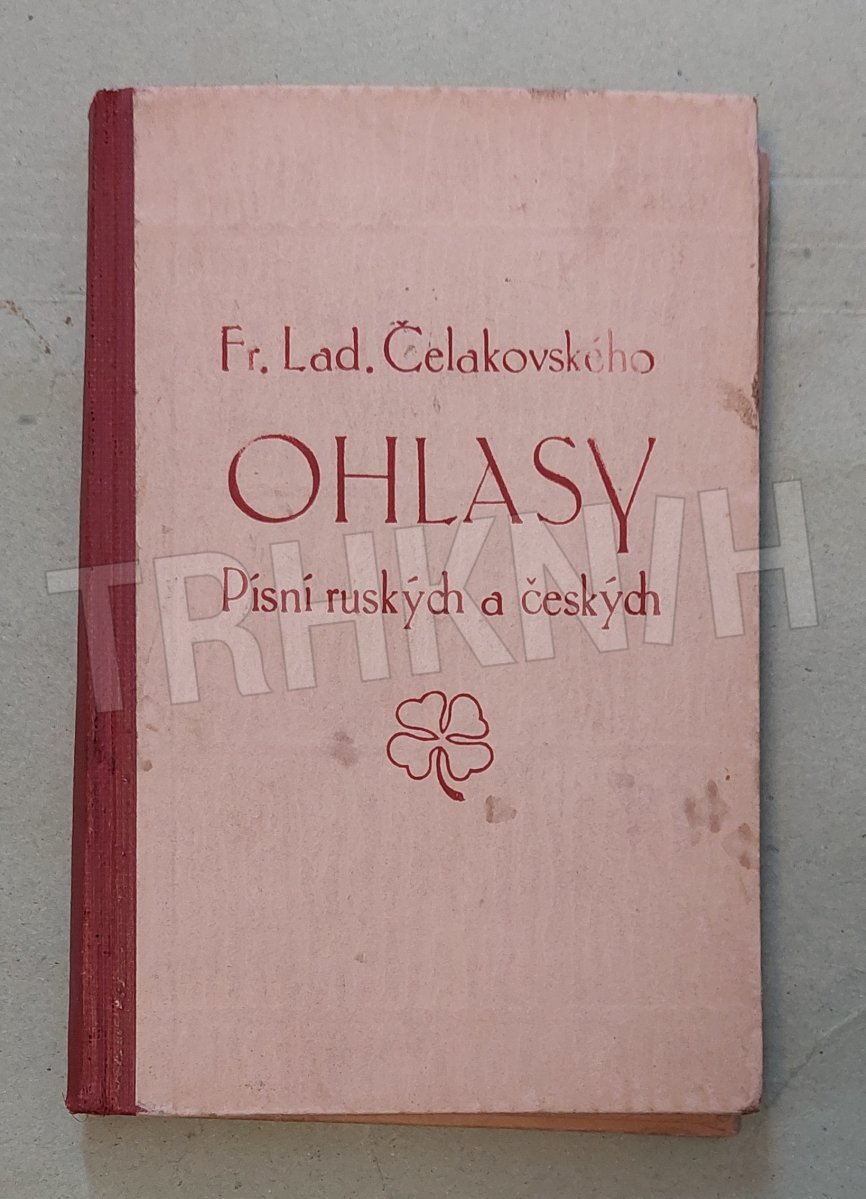 Fr. Lad. Čelakovského
OHLASY
Písní ruských a českých
TRHKNIH